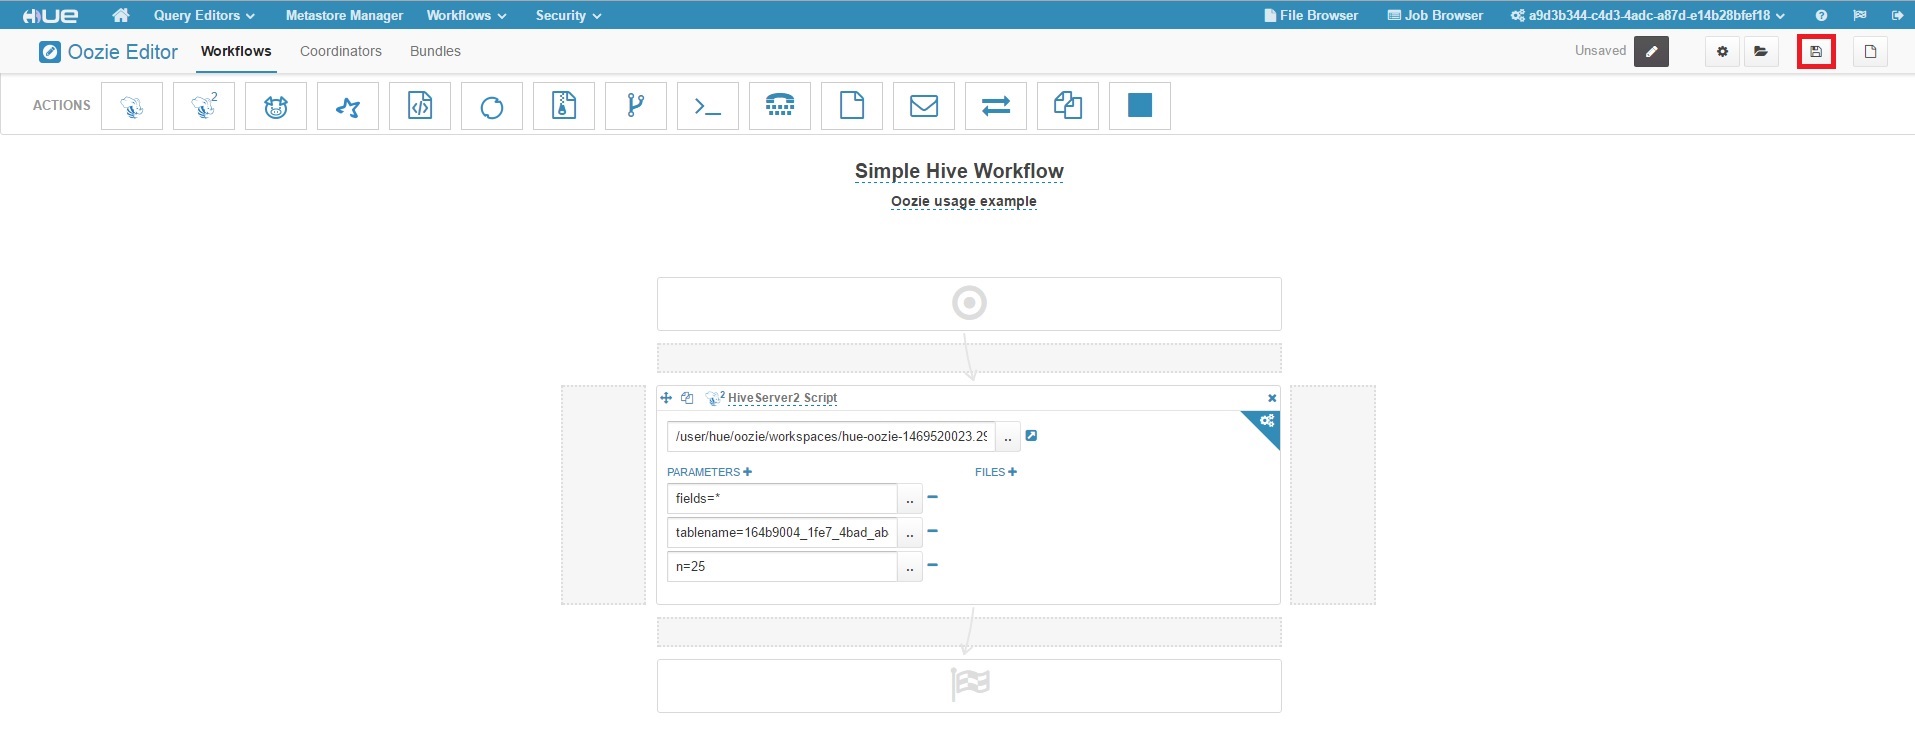 HUE Query Editors Metastore Manager Workflows Security File Browser Job Browser a9d3b344-c4d3-4adc-a87d-e14b28bfef18
Oozie Editor Workflows Coordinators Bundles Unsaved
ACTIONS 2
Simple Hive Workflow
Oozie usage example
2 HiveServer2 Script
/user/hue/oozie/workspaces/hue-oozie-1469520023.29 ..
PARAMETERS FILES
fields=* ..
tablename=164b9004_1fe7_4bad_ab ..
n=25 ..